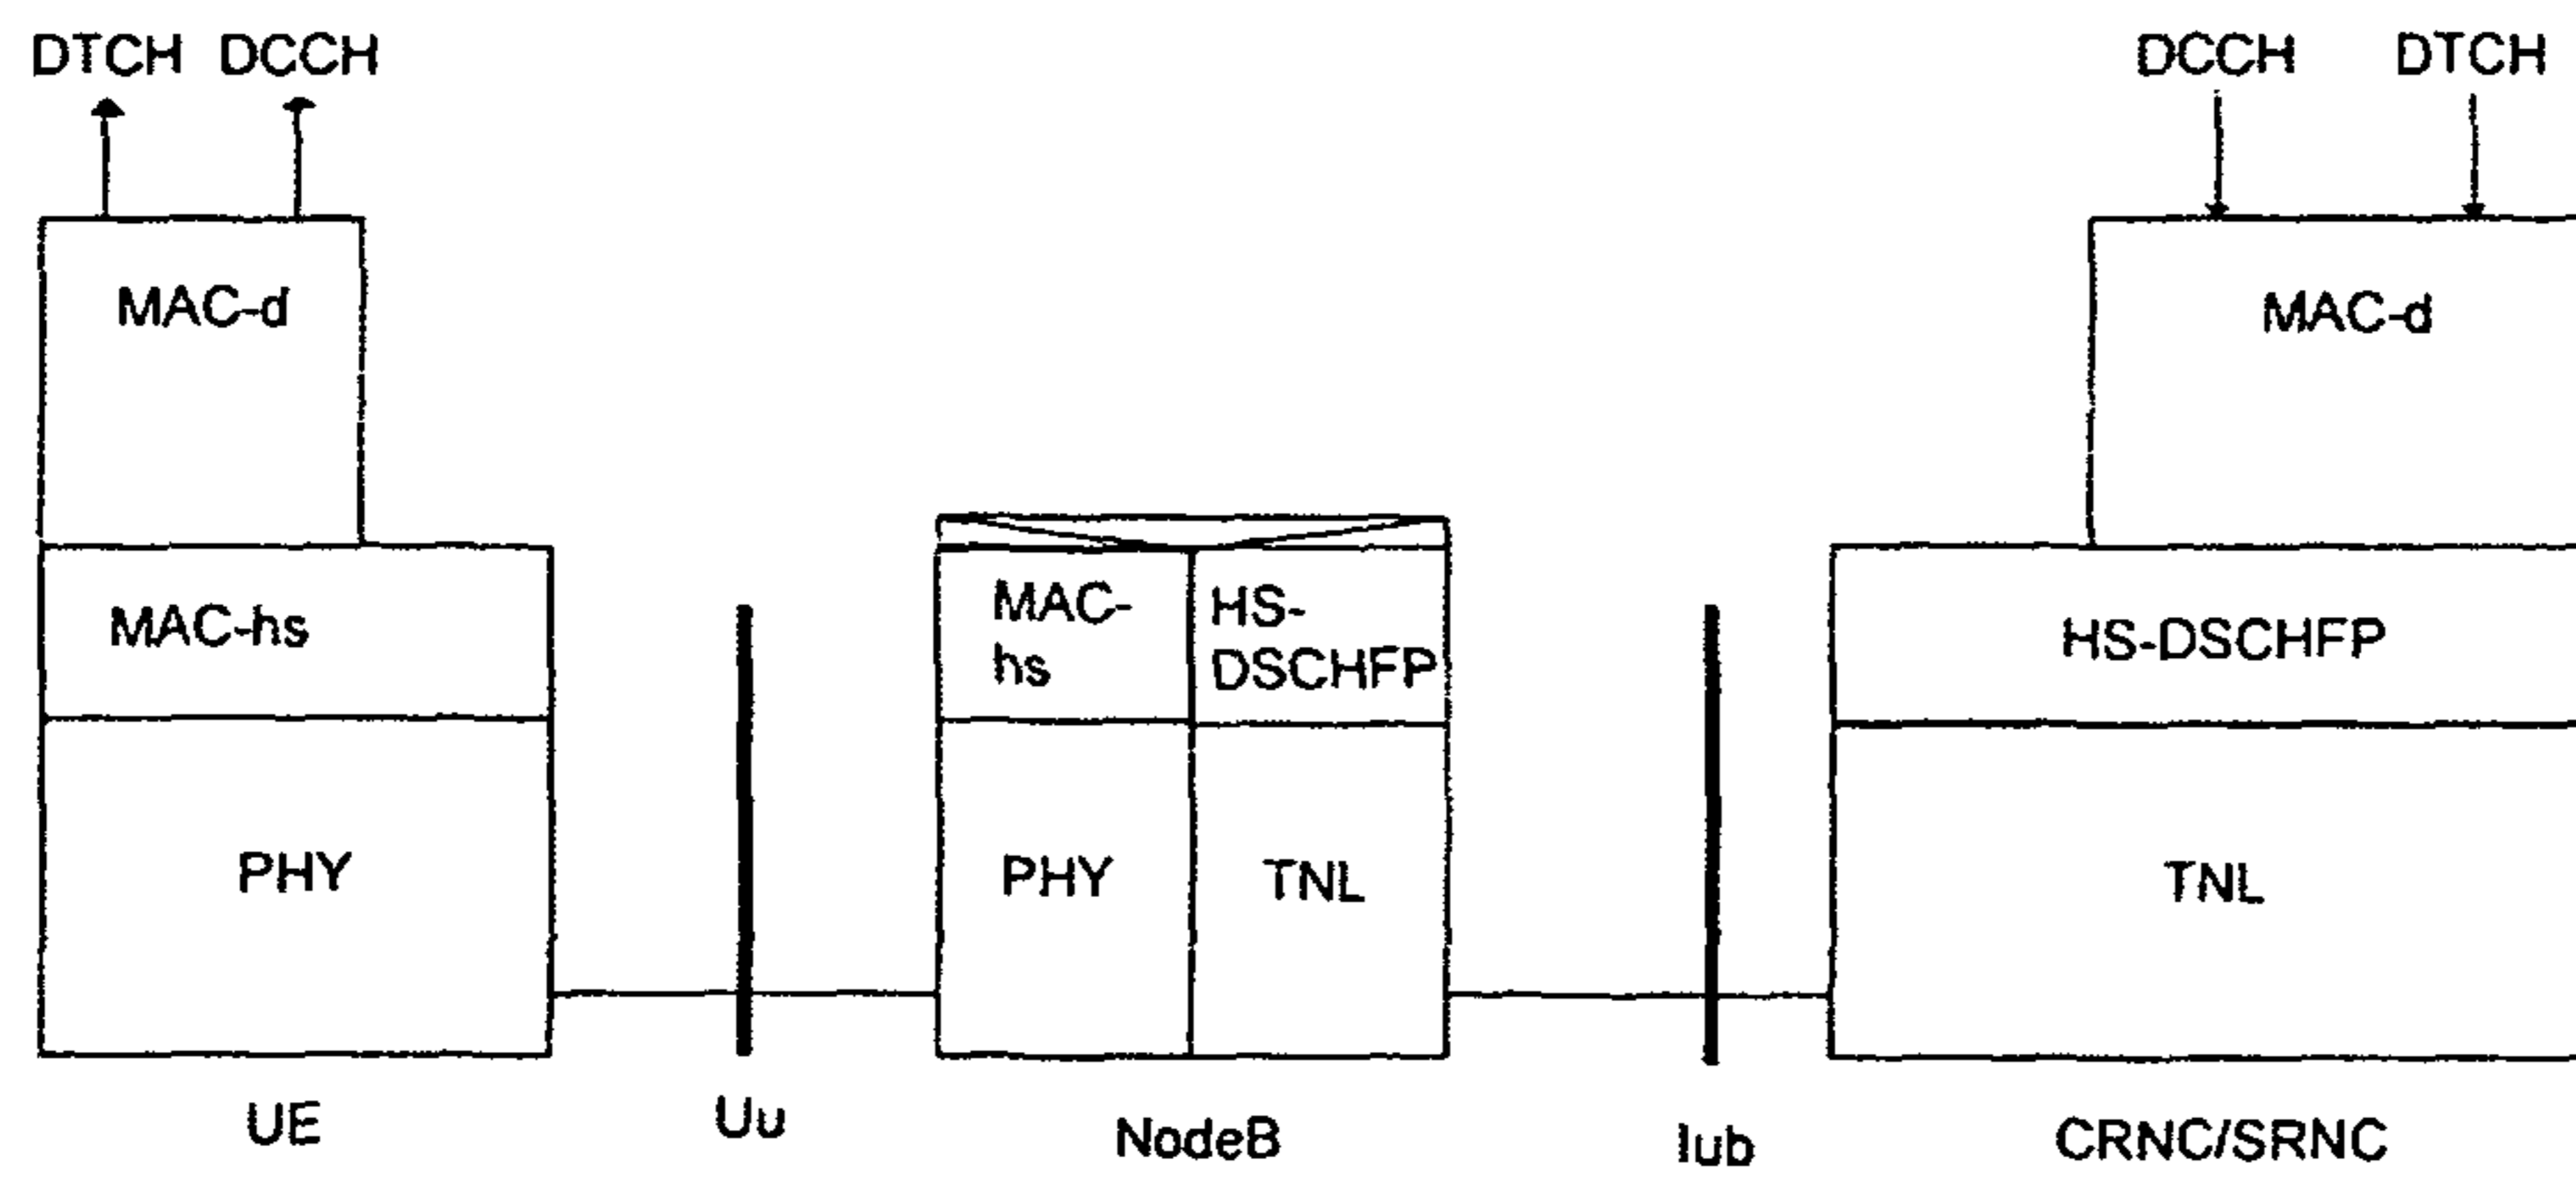 DTCH DCCH
DCCH DTCH
MAC-d
MAC-d
MAC-hs
MAC-
hs
HS-
DSCHFP
HS-DSCHFP
PHY
PHY
TNL
TNL
UE
Uu
NodeB
Iub
CRNC/SRNC